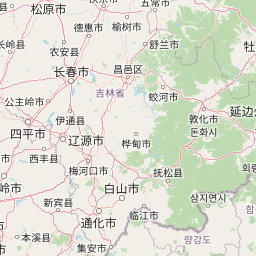 松原市
五常市
德惠市
榆树市
长岭县
农安县
舒兰市
牡
长春市
昌邑区
吉林省
蛟河市
公主岭市
延边
敦化市
돈화시
四平市
伊通县
辽源市
桦甸市
西丰县
梅河口市
抚松县
白山市
岭市
新宾县
临江市
삼지연시
通化市
량강도
本溪县
集安市